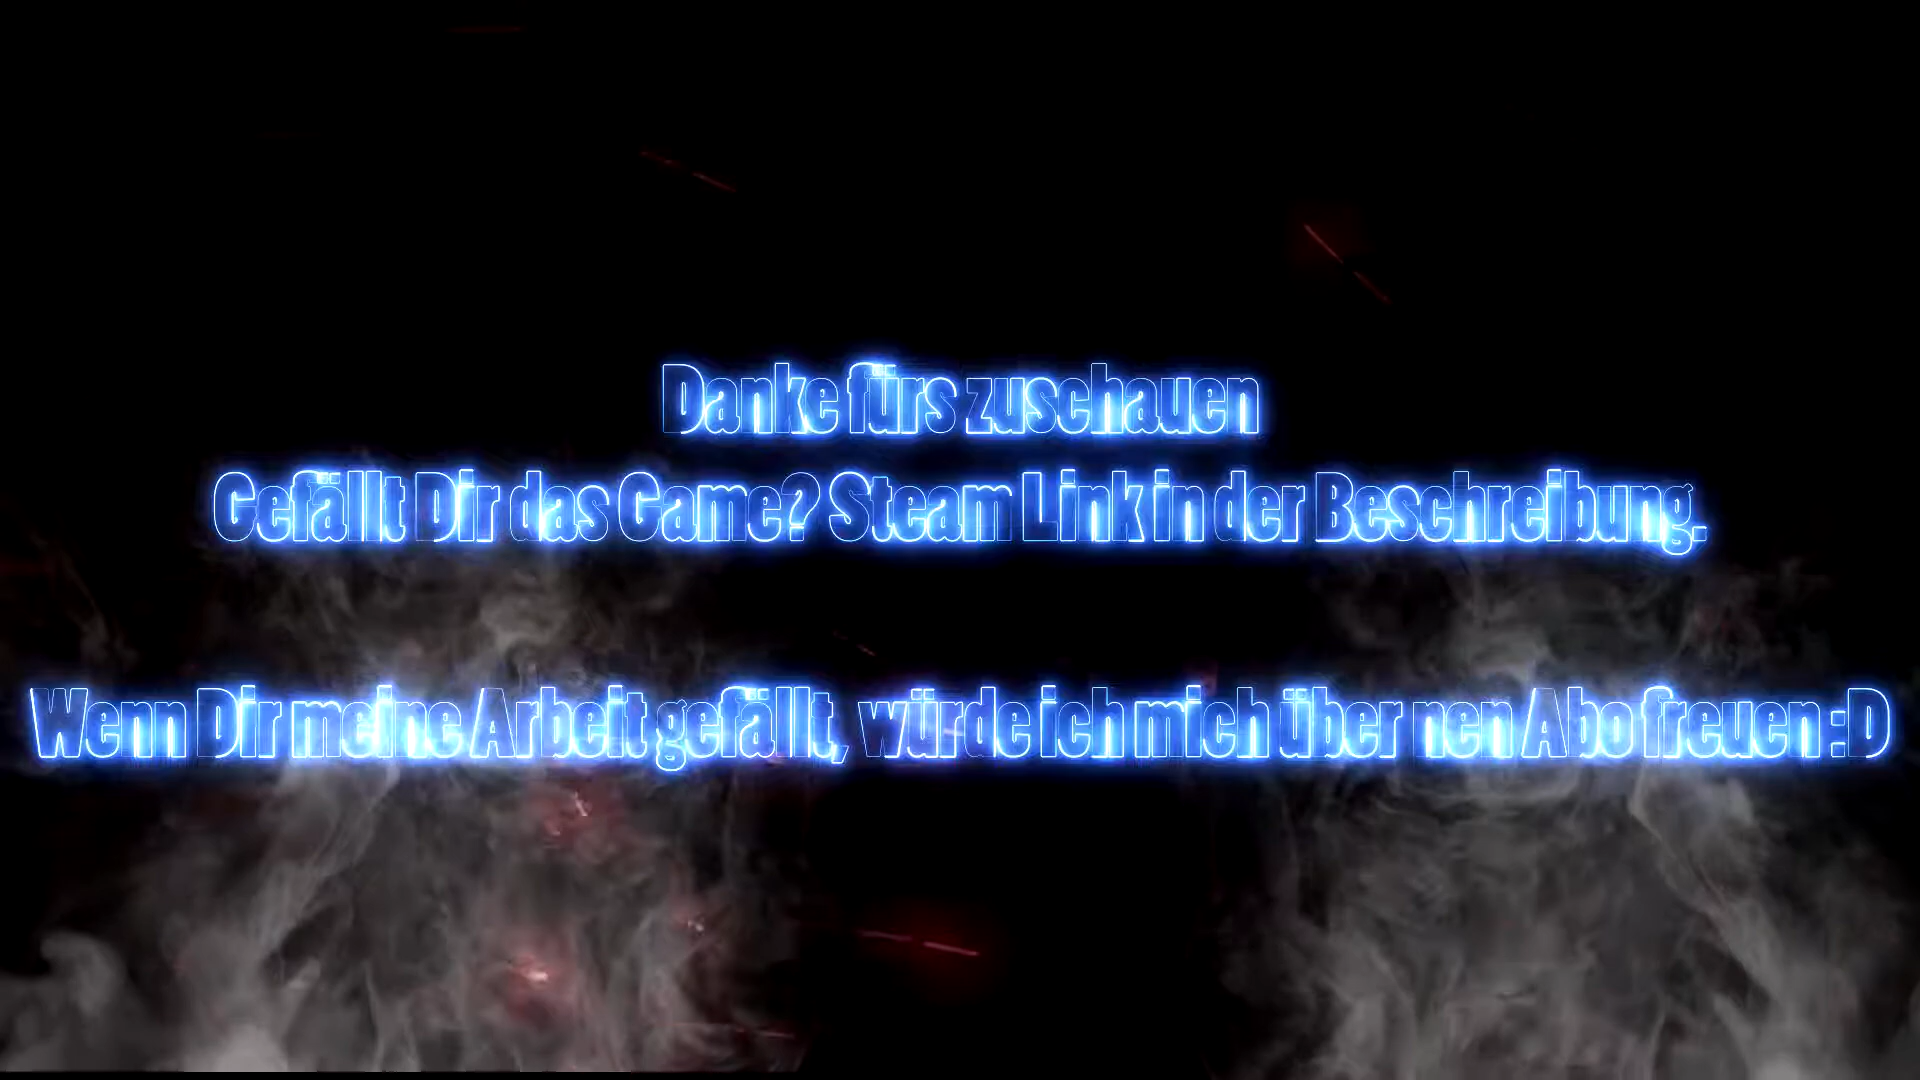 Danke fürs zuschauen
Gefällt Dir das Game? Steam Link in der Beschreibung.
Wenn Dir meine Arbeit gefällt, würde ich mich über nen Abo freuen :D